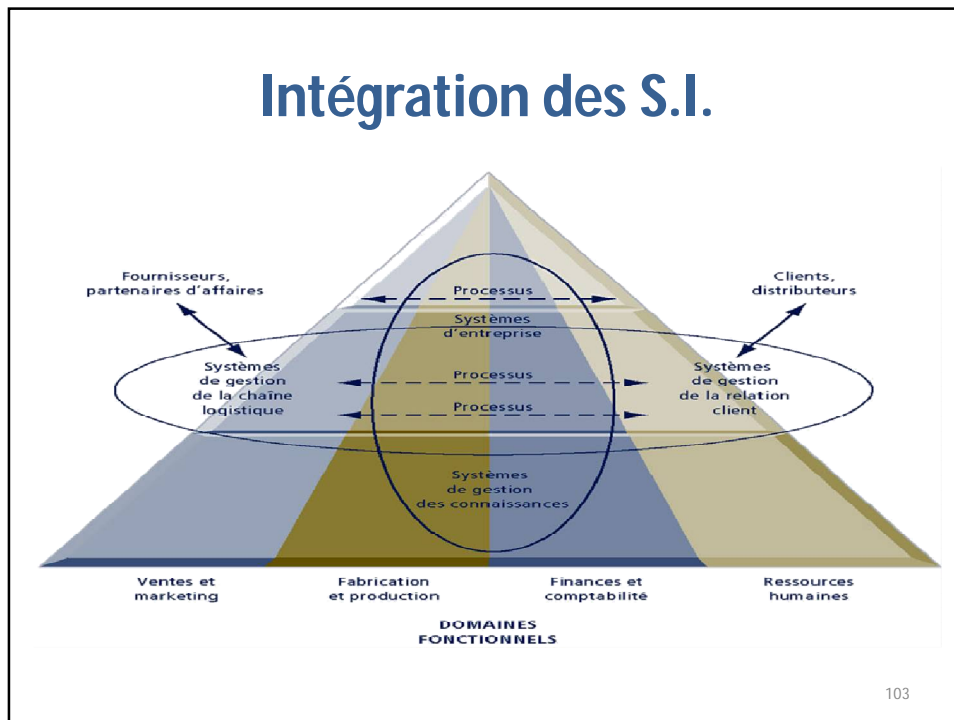 Intégration des S.I.
Fournisseurs,
partenaires d'affaires
Clients,
distributeurs
Processus
Systèmes
d'entreprise
Systèmes
de gestion
de la chaîne
logistique
Processus
Processus
Systèmes
de gestion
de la relation
client
Systèmes
de gestion
des connaissances
Ventes et
marketing
Fabrication
et production
Finances et
comptabilité
Ressources
humaines
DOMAINES
FONCTIONNELS
103